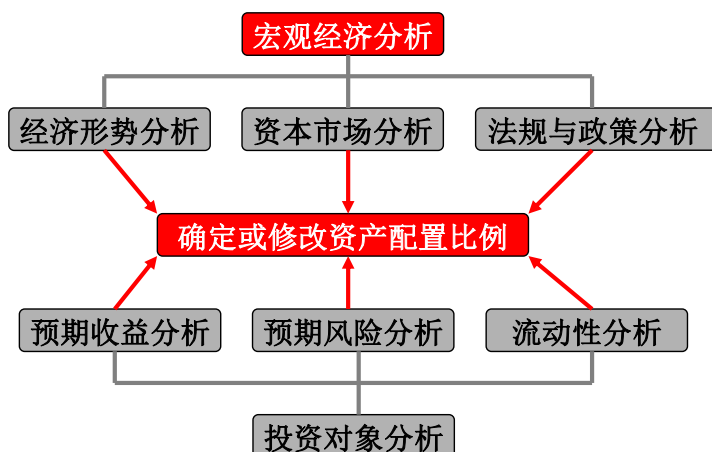 宏观经济分析
经济形势分析
资本市场分析
法规与政策分析
确定或修改资产配置比例
预期收益分析
预期风险分析
流动性分析
投资对象分析